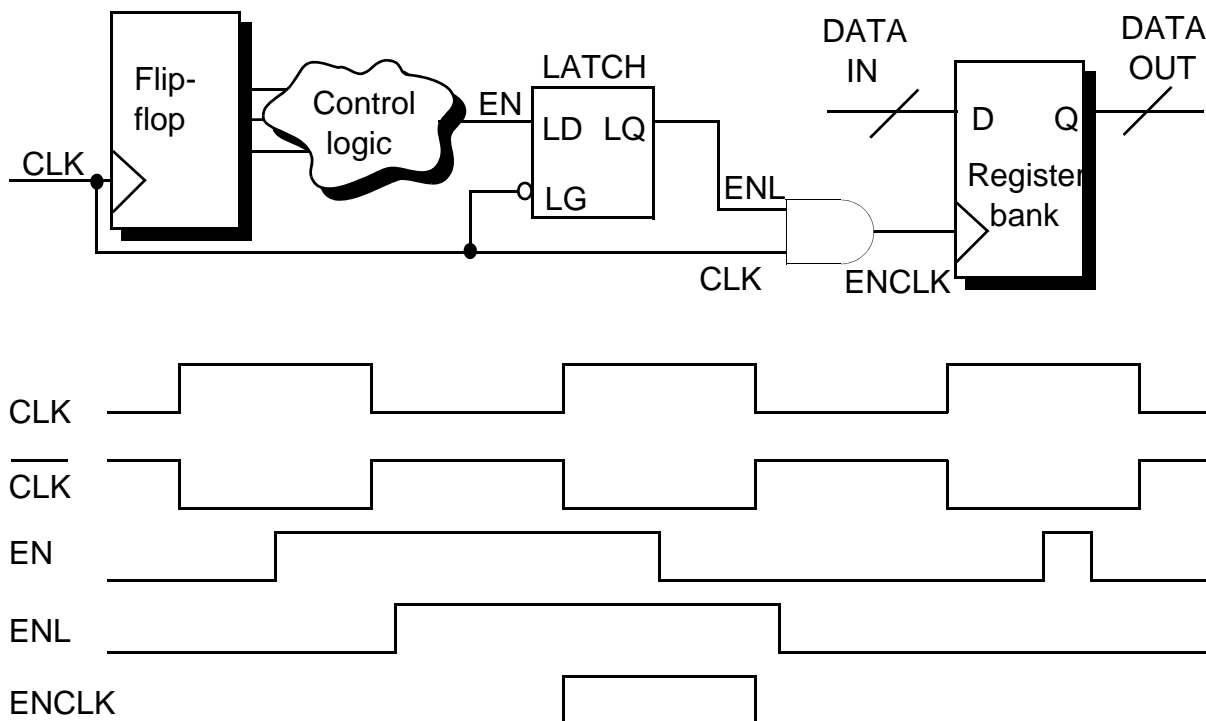 Flip-
flop
CLK
Control
logic
EN
LATCH
LD LQ
LG
ENL
CLK
ENCLK
DATA
IN
D Q
Register
bank
DATA
OUT
CLK
CLK
EN
ENL
ENCLK